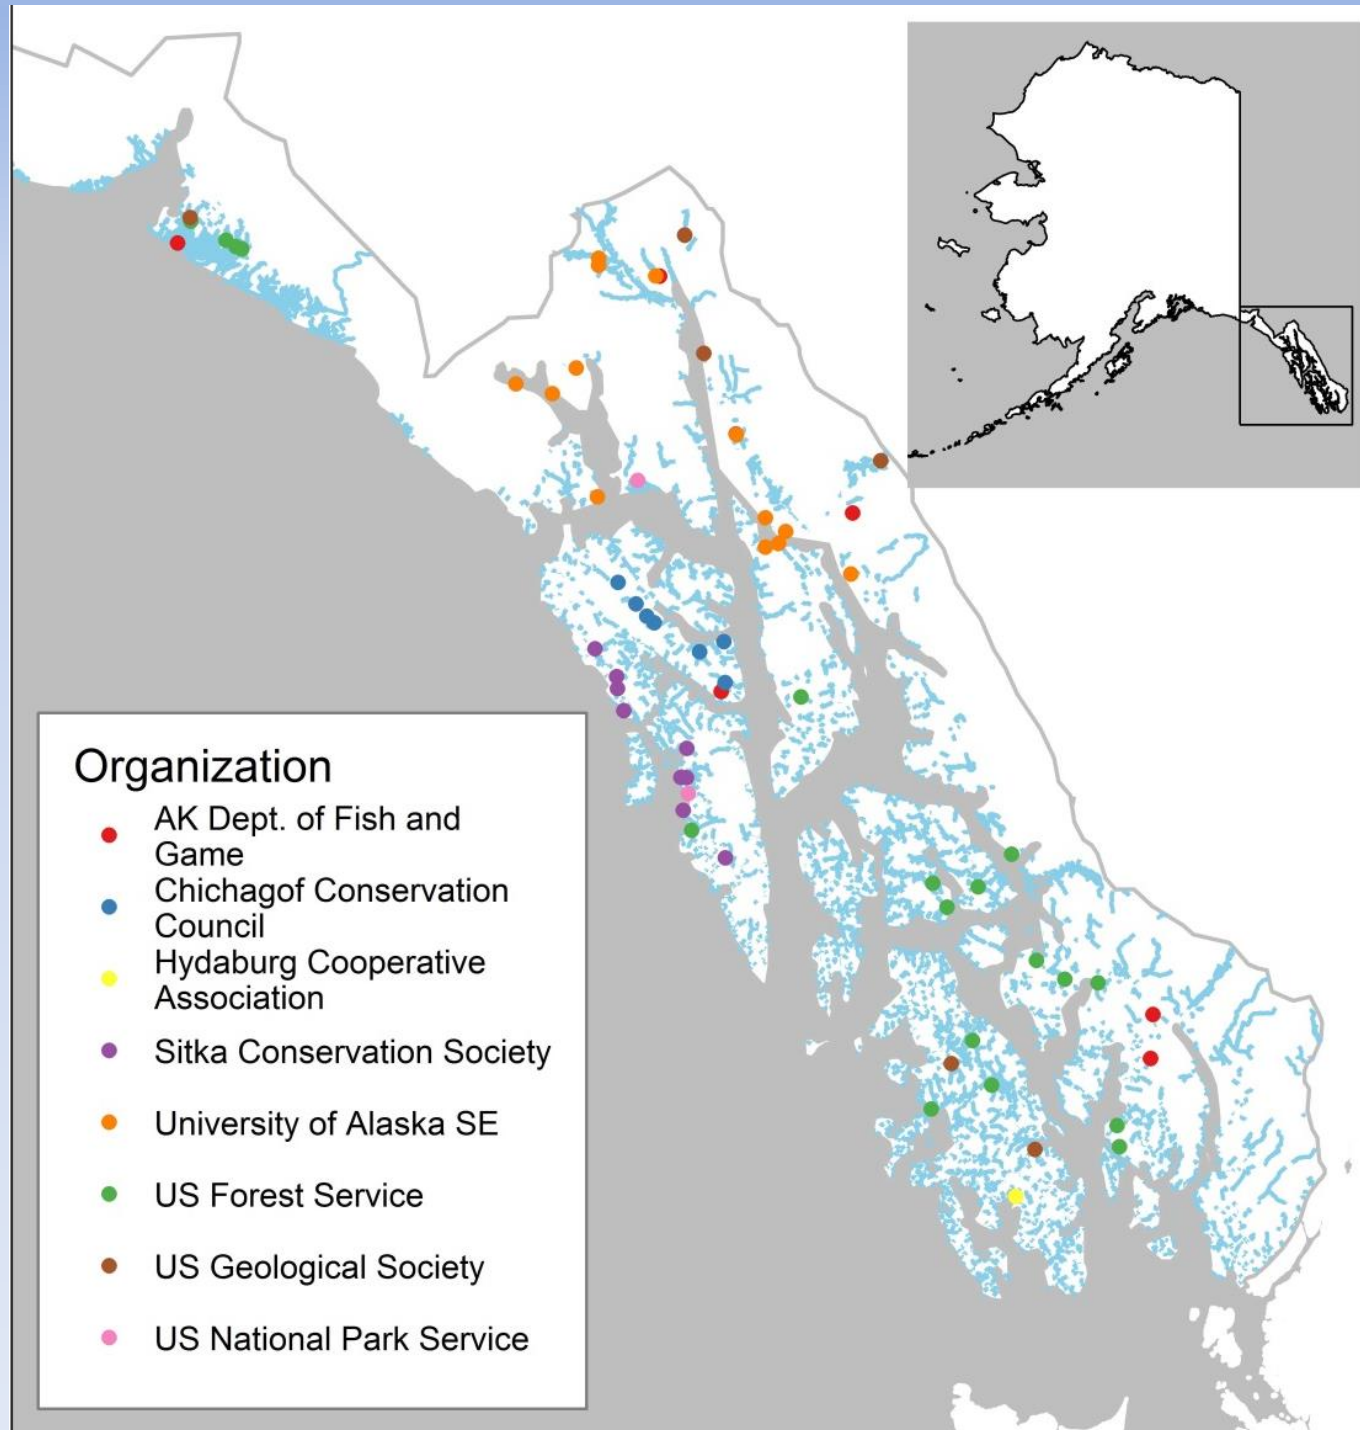 Organization
AK Dept. of Fish and
Game
Chichagof Conservation
Council
Hydaburg Cooperative
Association
Sitka Conservation Society
University of Alaska SE
US Forest Service
US Geological Society
US National Park Service